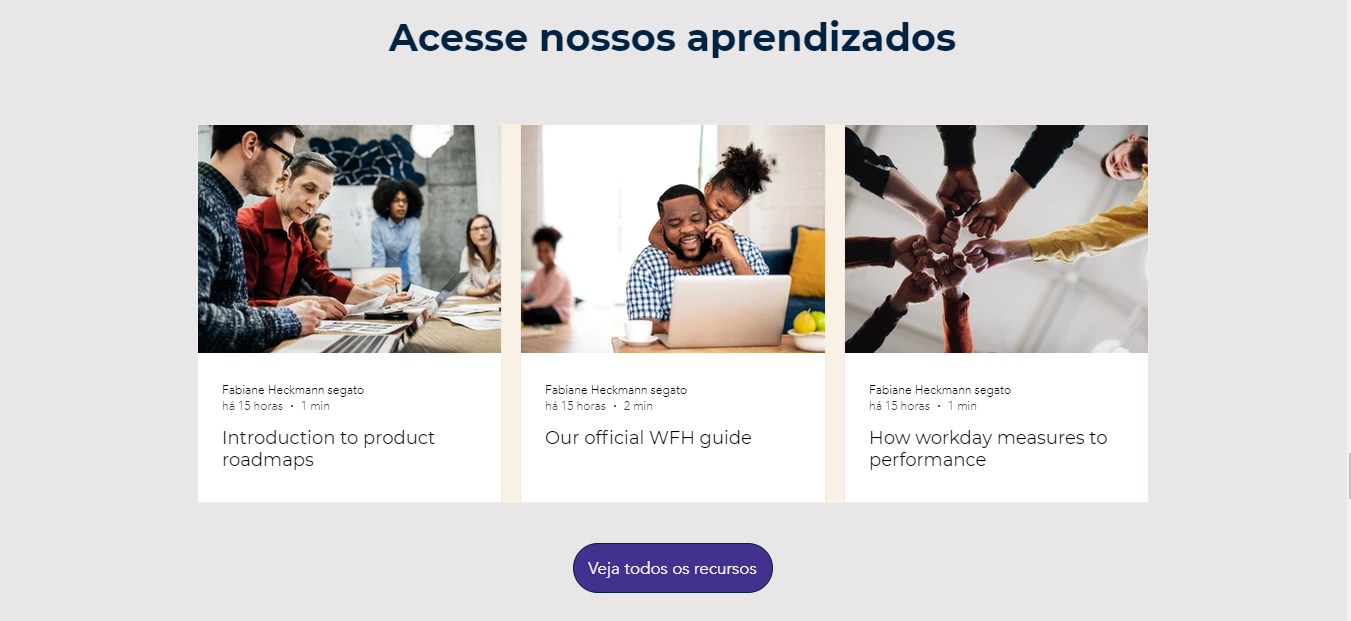 Acesse nossos aprendizados
Fabiane Heckmann segato
há 15 horas · 1 min
Introduction to product
roadmaps
Fabiane Heckmann segato
há 15 horas · 2 min
Our official WFH guide
Fabiane Heckmann segato
há 15 horas · 1 min
How workday measures to
performance
Veja todos os recursos